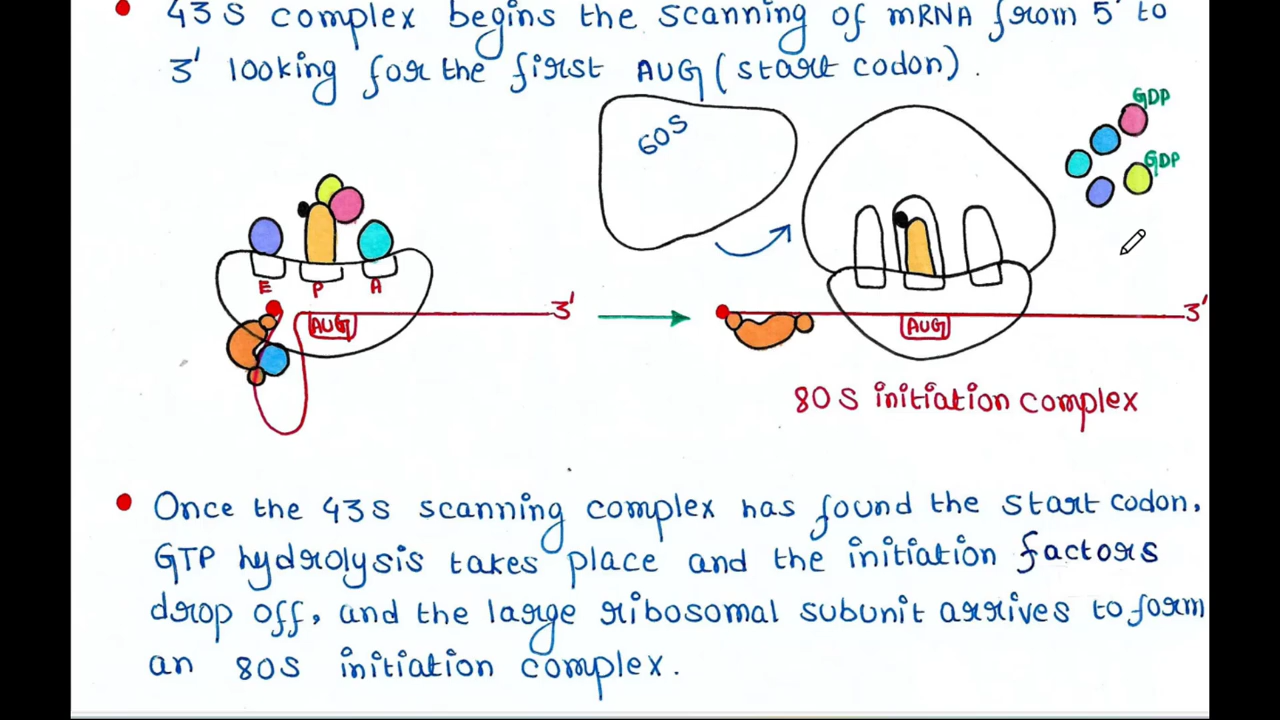 43S complex begins the scanning of mRNA from 5' to
3' looking for the first AUG (start codon).
60S
GDP
GDP
E P A
AUG
3'
AUG
3'
80S initiation complex
Once the 43S scanning complex has found the start codon,
GTP hydrolysis takes place and the initiation factors
drop off, and the large ribosomal subunit arrives to form
an 80S initiation complex.